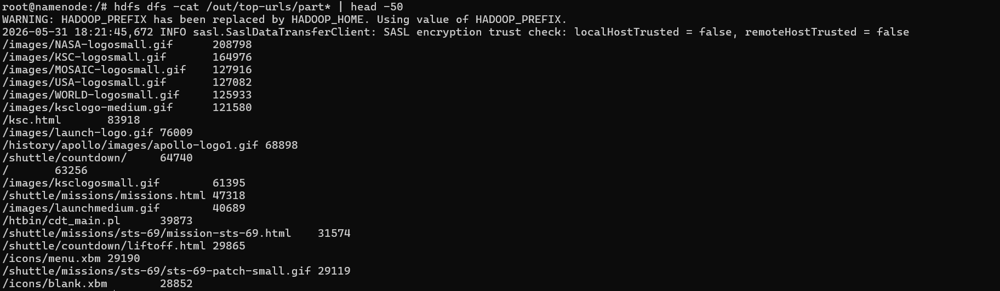 root@namenode:/# hdfs dfs -cat /out/top-urls/part* | head -50
WARNING: HADOOP_PREFIX has been replaced by HADOOP_HOME. Using value of HADOOP_PREFIX.
2026-05-31 18:21:45,672 INFO sasl.SaslDataTransferClient: SASL encryption trust check: localHostTrusted = false, remoteHostTrusted = false
/images/NASA-logosmall.gif      208798
/images/KSC-logosmall.gif       164976
/images/MOSAIC-logosmall.gif    127916
/images/USA-logosmall.gif       127082
/images/WORLD-logosmall.gif     125933
/images/ksclogo-medium.gif      121580
/ksc.html       83918
/images/launch-logo.gif 76009
/history/apollo/images/apollo-logo1.gif 68898
/shuttle/countdown/     64740
/       63256
/images/ksclogosmall.gif        61395
/shuttle/missions/missions.html 47318
/images/launchmedium.gif        40689
/htbin/cdt_main.pl      39873
/shuttle/missions/sts-69/mission-sts-69.html    31574
/shuttle/countdown/liftoff.html 29865
/icons/menu.xbm 29190
/shuttle/missions/sts-69/sts-69-patch-small.gif 29119
/icons/blank.xbm        28852